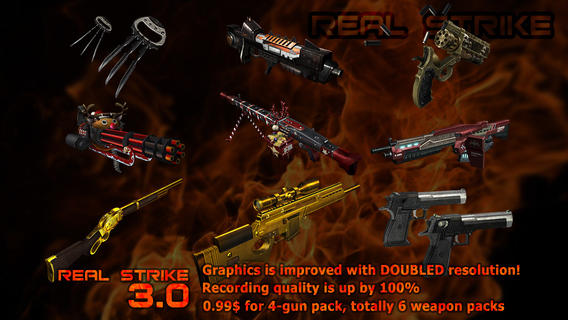 REAL STRIKE
REAL STRIKE
3.0
Graphics is improved with DOUBLED resolution!
Recording quality is up by 100%
0.99$ for 4-gun pack, totally 6 weapon packs